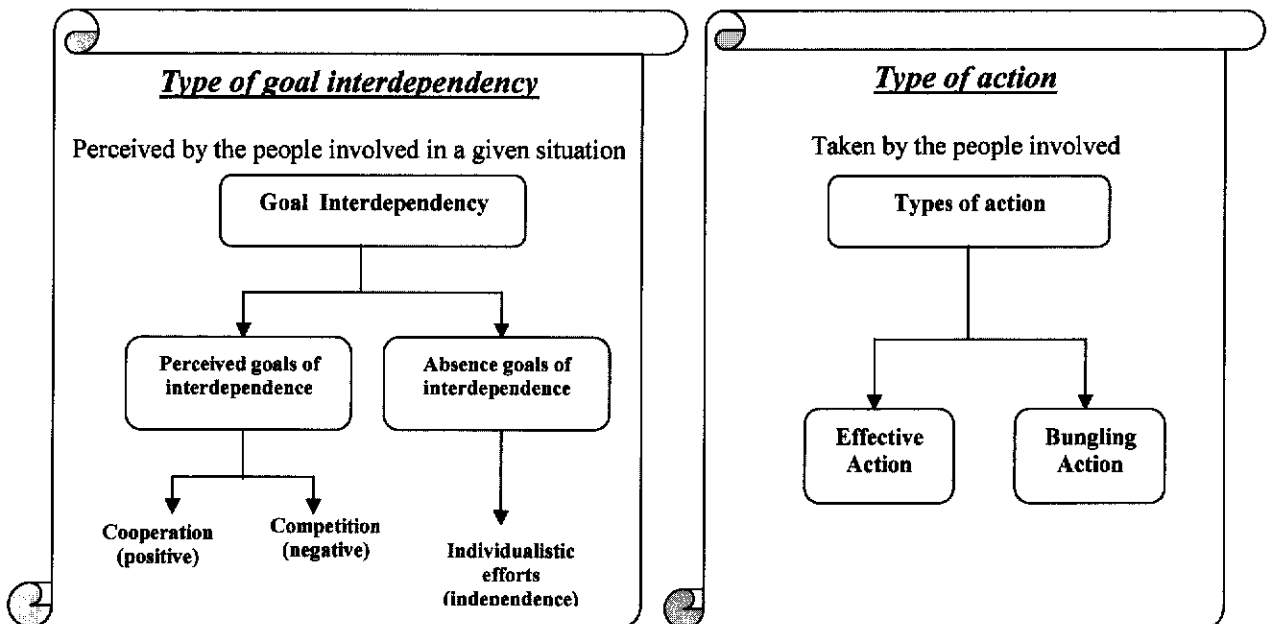 Type of goal interdependency
Perceived by the people involved in a given situation
Goal Interdependency
Perceived goals of
interdependence
Absence goals of
interdependence
Cooperation
(positive)
Competition
(negative)
Individualistic
efforts
(independence)
Type of action
Taken by the people involved
Types of action
Effective
Action
Bungling
Action